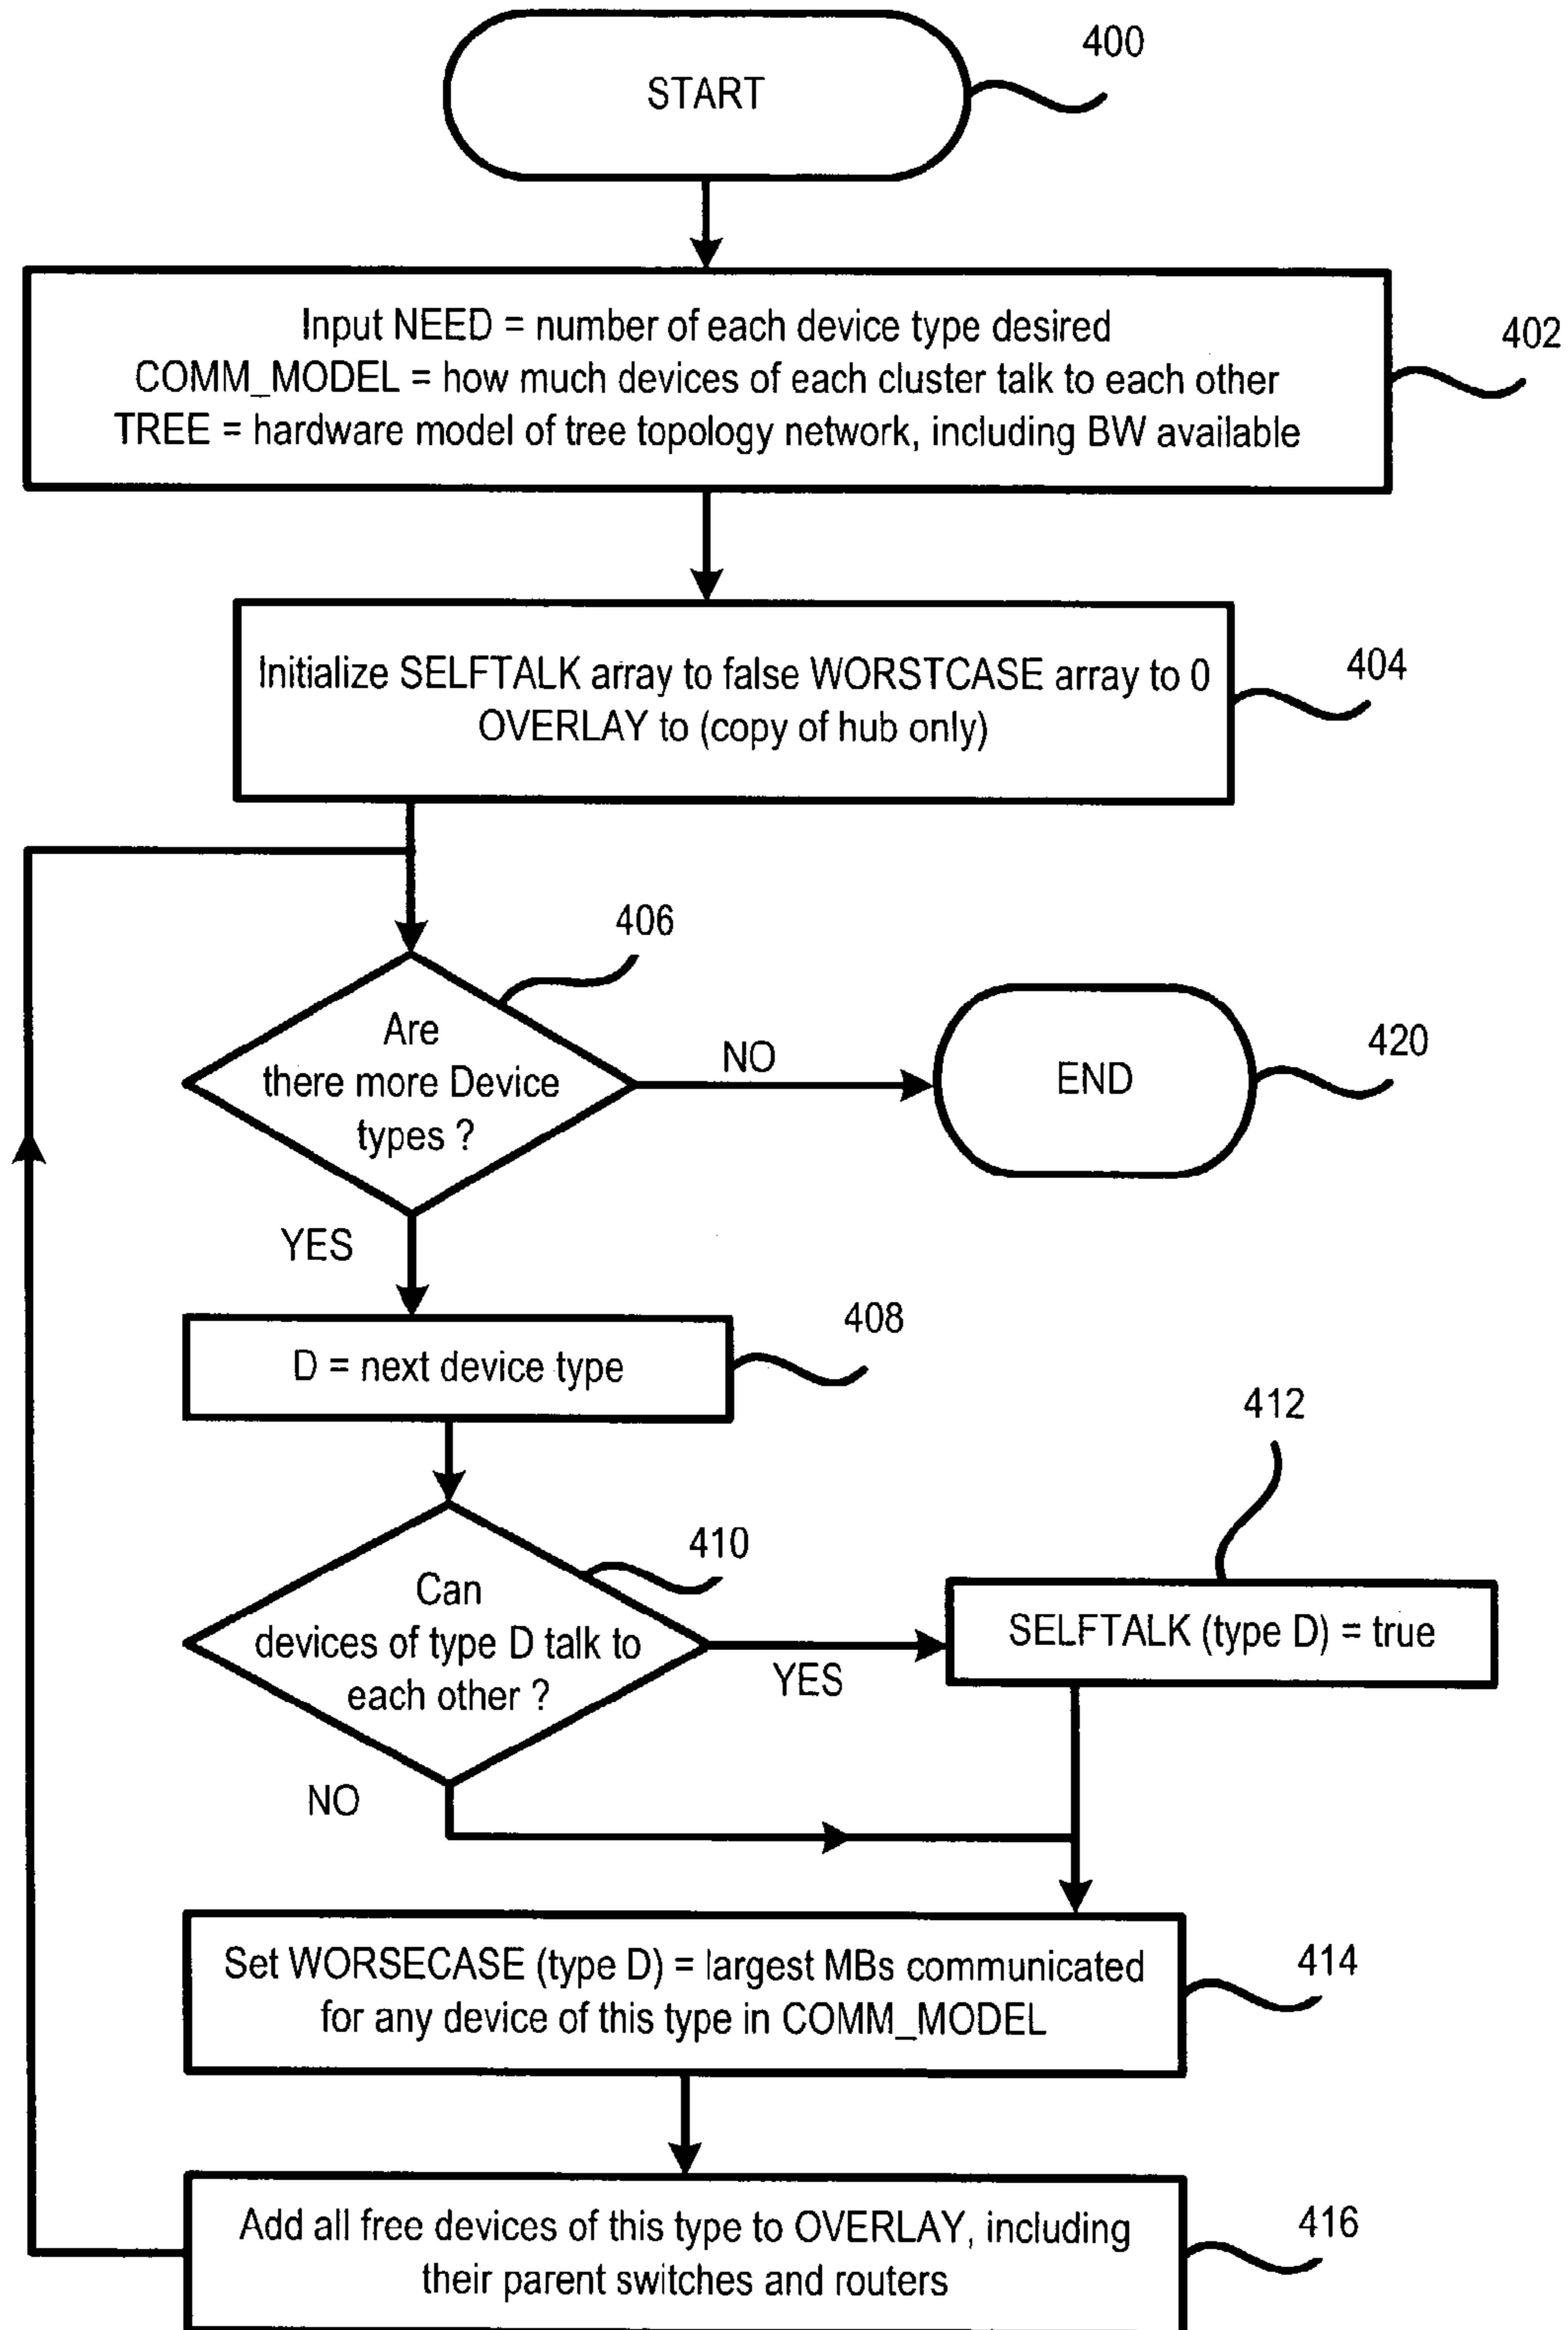 400
START
402
Input NEED = number of each device type desired
COMM_MODEL = how much devices of each cluster talk to each other
TREE = hardware model of tree topology network, including BW available
404
Initialize SELFTALK array to false WORSTCASE array to 0
OVERLAY to (copy of hub only)
406
Are
there more Device
types ?
NO
420
END
YES
408
D = next device type
412
410
Can
devices of type D talk to
each other ?
YES
SELFTALK (type D) = true
NO
414
Set WORSECASE (type D) = largest MBs communicated
for any device of this type in COMM_MODEL
416
Add all free devices of this type to OVERLAY, including
their parent switches and routers